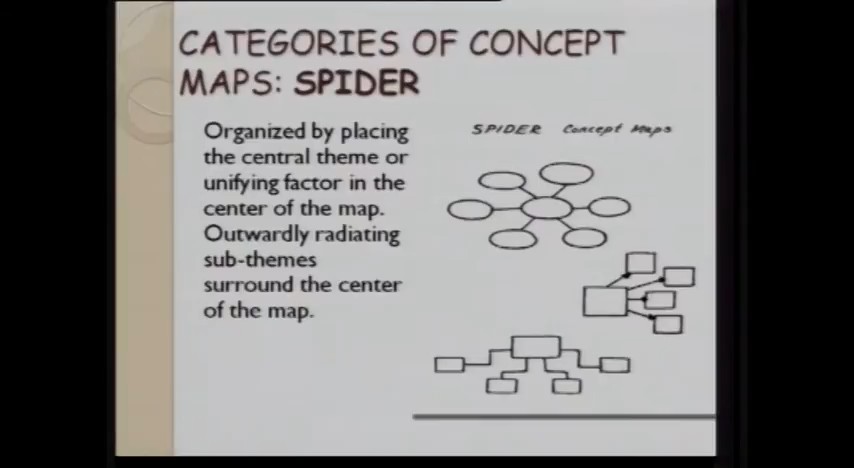 CATEGORIES OF CONCEPT
MAPS: SPIDER
Organized by placing
the central theme or
unifying factor in the
center of the map.
Outwardly radiating
sub-themes
surround the center
of the map.
SPIDER Concept Maps